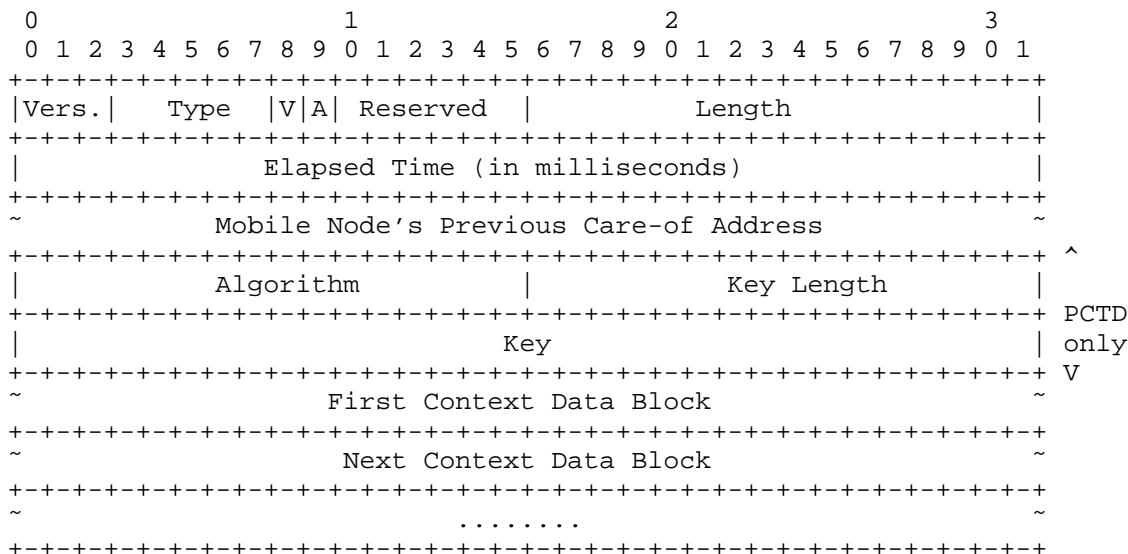 0                   1                   2                   3
 0 1 2 3 4 5 6 7 8 9 0 1 2 3 4 5 6 7 8 9 0 1 2 3 4 5 6 7 8 9 0 1
+-+-+-+-+-+-+-+-+-+-+-+-+-+-+-+-+-+-+-+-+-+-+-+-+-+-+-+-+-+-+-+-+
|Vers.|   Type  |V|A| Reserved  |          Length               |
+-+-+-+-+-+-+-+-+-+-+-+-+-+-+-+-+-+-+-+-+-+-+-+-+-+-+-+-+-+-+-+-+
|               Elapsed Time (in milliseconds)                  |
+-+-+-+-+-+-+-+-+-+-+-+-+-+-+-+-+-+-+-+-+-+-+-+-+-+-+-+-+-+-+-+-+
~            Mobile Node’s Previous Care-of Address             ~
+-+-+-+-+-+-+-+-+-+-+-+-+-+-+-+-+-+-+-+-+-+-+-+-+-+-+-+-+-+-+-+-+ ^
|            Algorithm          |            Key Length         |
+-+-+-+-+-+-+-+-+-+-+-+-+-+-+-+-+-+-+-+-+-+-+-+-+-+-+-+-+-+-+-+-+ PCTD
|                              Key                              | only
+-+-+-+-+-+-+-+-+-+-+-+-+-+-+-+-+-+-+-+-+-+-+-+-+-+-+-+-+-+-+-+-+ V
~                   First Context Data Block                    ~
+-+-+-+-+-+-+-+-+-+-+-+-+-+-+-+-+-+-+-+-+-+-+-+-+-+-+-+-+-+-+-+-+
~                    Next Context Data Block                    ~
+-+-+-+-+-+-+-+-+-+-+-+-+-+-+-+-+-+-+-+-+-+-+-+-+-+-+-+-+-+-+-+-+
~                           ........                            ~
+-+-+-+-+-+-+-+-+-+-+-+-+-+-+-+-+-+-+-+-+-+-+-+-+-+-+-+-+-+-+-+-+